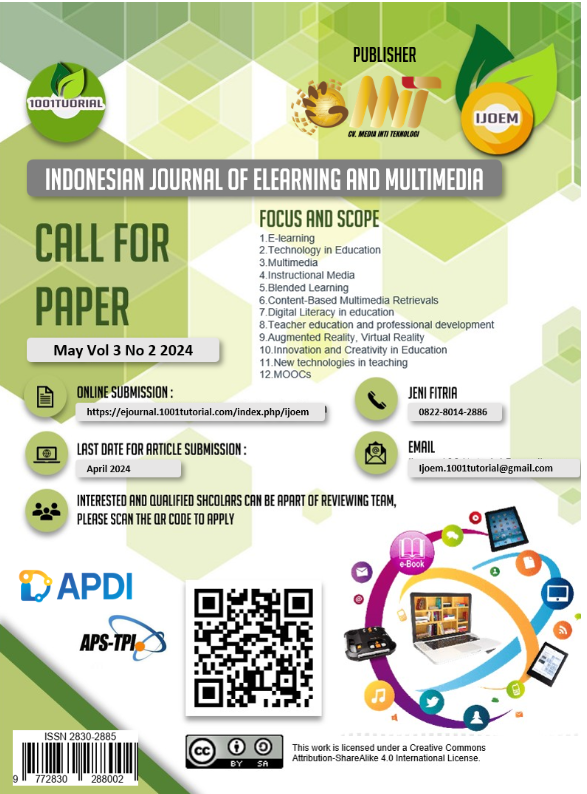 PUBLISHER
1001TUORIAL
MIT
CV. MEDIA INTI TEKNOLOGI
IJOEM
INDONESIAN JOURNAL OF ELEARNING AND MULTIMEDIA
CALL FOR
PAPER
May Vol 3 No 2 2024
FOCUS AND SCOPE
1.E-learning
2.Technology in Education
3.Multimedia
4.Instructional Media
5.Blended Learning
6.Content-Based Multimedia Retrievals
7.Digital Literacy in education
8.Teacher education and professional development
9.Augmented Reality, Virtual Reality
10.Innovation and Creativity in Education
11.New technologies in teaching
12.MOOCs
ONLINE SUBMISSION :
https://ejournal.1001tutorial.com/index.php/ijoem
JENI FITRIA
0822-8014-2886
LAST DATE FOR ARTICLE SUBMISSION :
April 2024
EMAIL
Ijoem.1001tutorial@gmail.com
INTERESTED AND QUALIFIED SHCOLARS CAN BE APART OF REVIEWING TEAM,
PLEASE SCAN THE QR CODE TO APPLY
APDI
APS-TPI
e-Book
ISSN 2830-2885
9 772830 288002
cc BY SA
This work is licensed under a Creative Commons
Attribution-ShareAlike 4.0 International License.